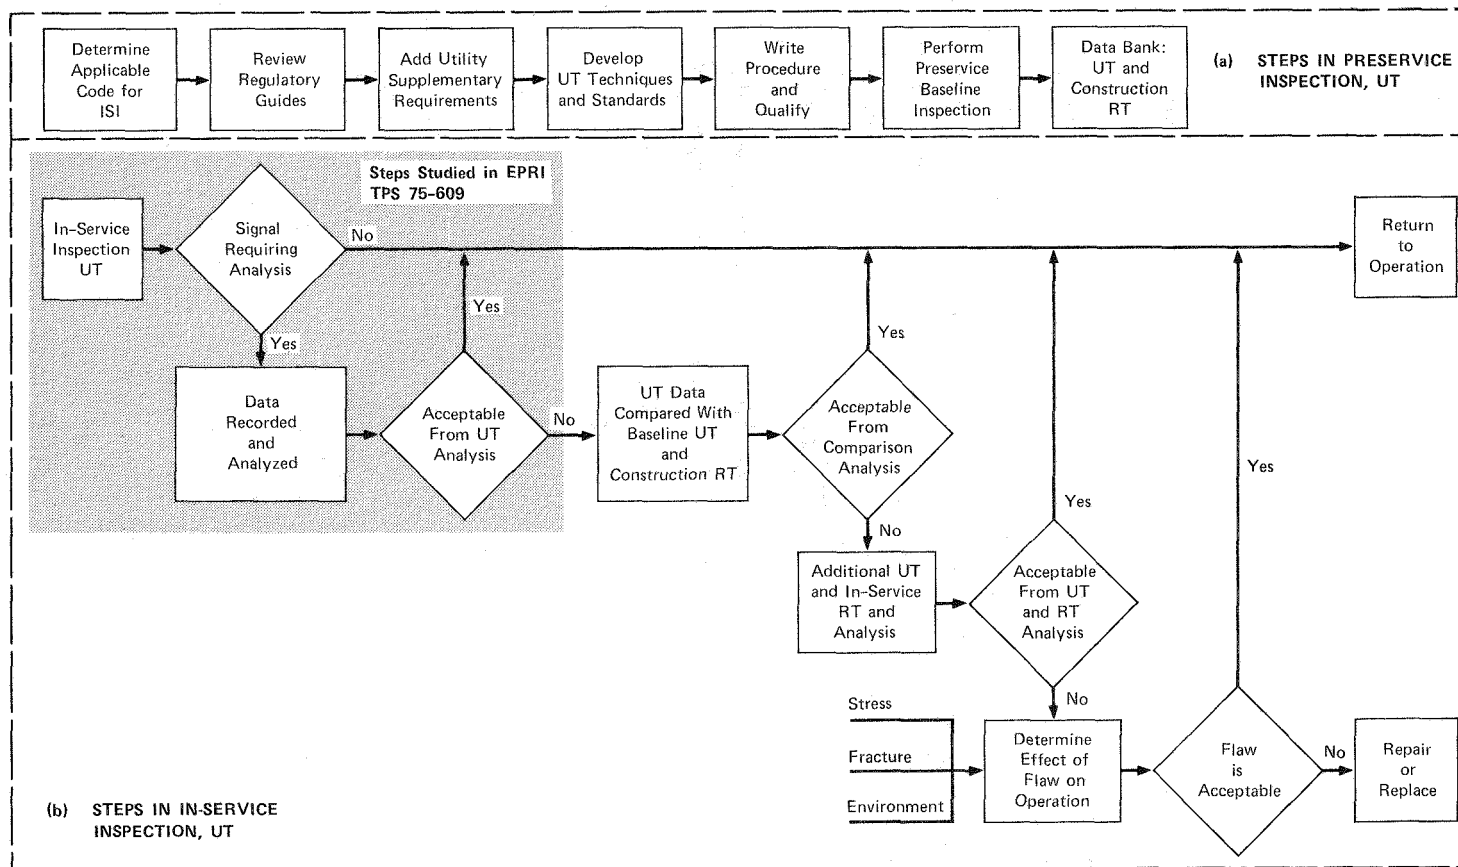 Determine
Applicable
Code for
ISI
Review
Regulatory
Guides
Add Utility
Supplementary
Requirements
Develop
UT Techniques
and Standards
Write
Procedure
and
Qualify
Perform
Preservice
Baseline
Inspection
Data Bank:
UT and
Construction
RT
(a) STEPS IN PRESERVICE
INSPECTION, UT
Steps Studied in EPRI
TPS 75-609
In-Service
Inspection
UT
Signal
Requiring
Analysis
No
Return
to
Operation
Yes
Data
Recorded
and
Analyzed
Yes
Acceptable
From UT
Analysis
No
UT Data
Compared With
Baseline UT
and
Construction RT
Yes
Acceptable
From
Comparison
Analysis
No
Additional UT
and In-Service
RT and
Analysis
Yes
Acceptable
From UT
and RT
Analysis
No
Stress
Fracture
Environment
Determine
Effect of
Flaw on
Operation
Yes
Flaw
is
Acceptable
No
Repair
or
Replace
(b) STEPS IN IN-SERVICE
INSPECTION, UT